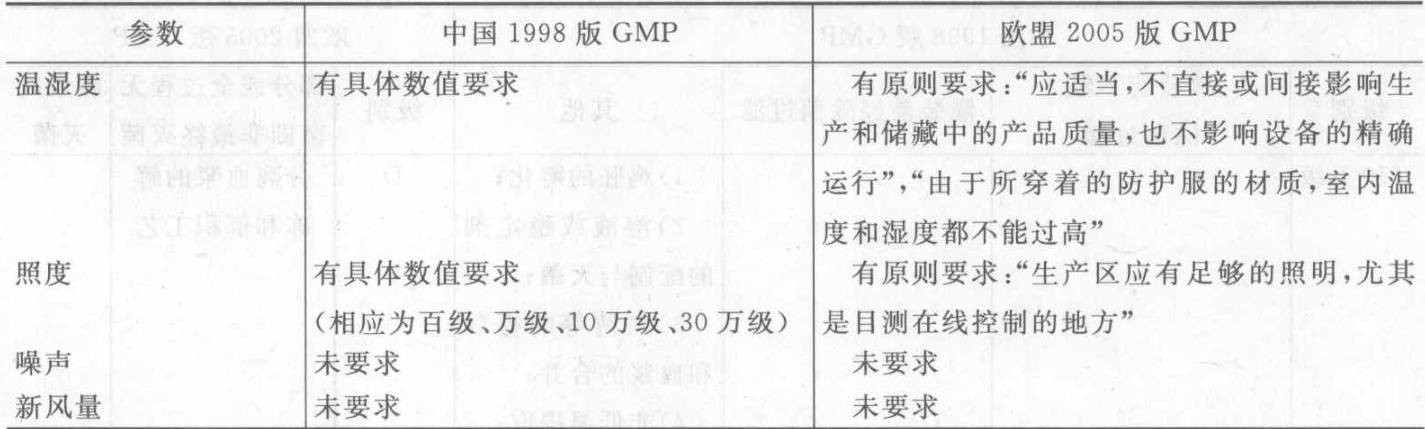 参数 中国 1998 版 GMP 欧盟 2005 版 GMP
温湿度 有具体数值要求 有原则要求:“应适当,不直接或间接影响生
产和储藏中的产品质量,也不影响设备的精确
运行”,“由于所穿着的防护服的材质,室内温
度和湿度都不能过高”
照度 有具体数值要求 有原则要求:“生产区应有足够的照明,尤其
(相应为百级、万级、10 万级、30 万级) 是目测在线控制的地方”
噪声 未要求 未要求
新风量 未要求 未要求